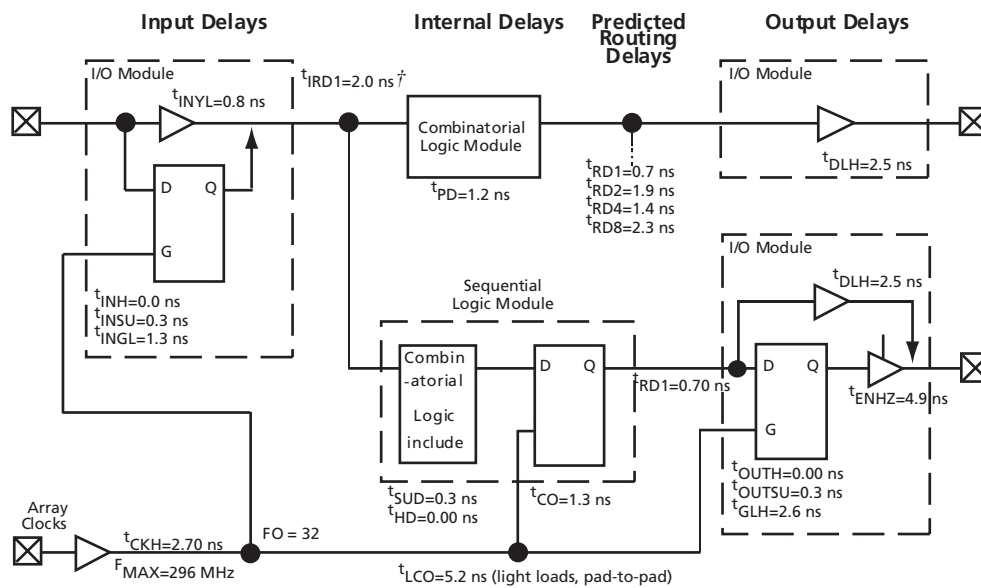 Input Delays
Internal Delays
Predicted
Routing
Delays
Output Delays
I/O Module
tINYL=0.8 ns
tIRD1=2.0 ns †
Combinatorial
Logic Module
tPD=1.2 ns
tRD1=0.7 ns
tRD2=1.9 ns
tRD4=1.4 ns
tRD8=2.3 ns
I/O Module
tDLH=2.5 ns
D
Q
G
tINH=0.0 ns
tINSU=0.3 ns
tINGL=1.3 ns
Sequential
Logic Module
Combin
-atorial
Logic
include
D
Q
tSUD=0.3 ns
tHD=0.00 ns
tCO=1.3 ns
tRD1=0.70 ns
I/O Module
tDLH=2.5 ns
D
Q
G
tENHZ=4.9 ns
tOUTH=0.00 ns
tOUTSU=0.3 ns
tGLH=2.6 ns
Array
Clocks
tCKH=2.70 ns
FMAX=296 MHz
FO = 32
tLCO=5.2 ns (light loads, pad-to-pad)